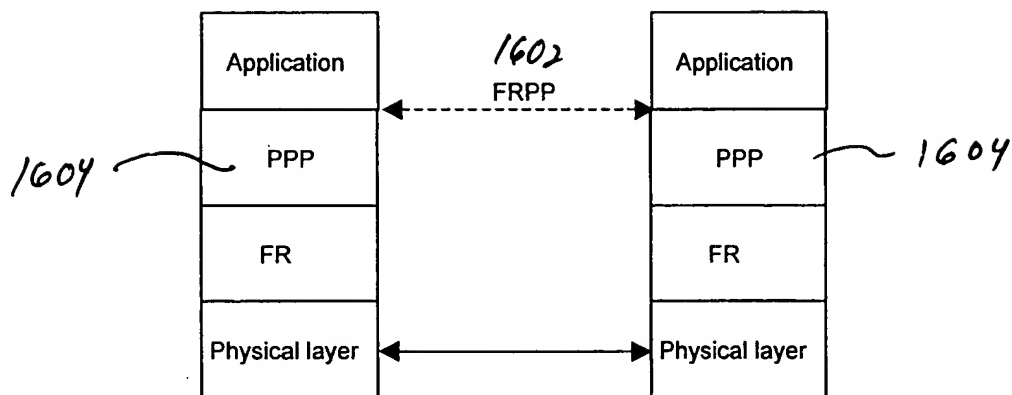 Application
1602
Application
FRPP
1604
PPP
PPP
1604
FR
FR
Physical layer
Physical layer